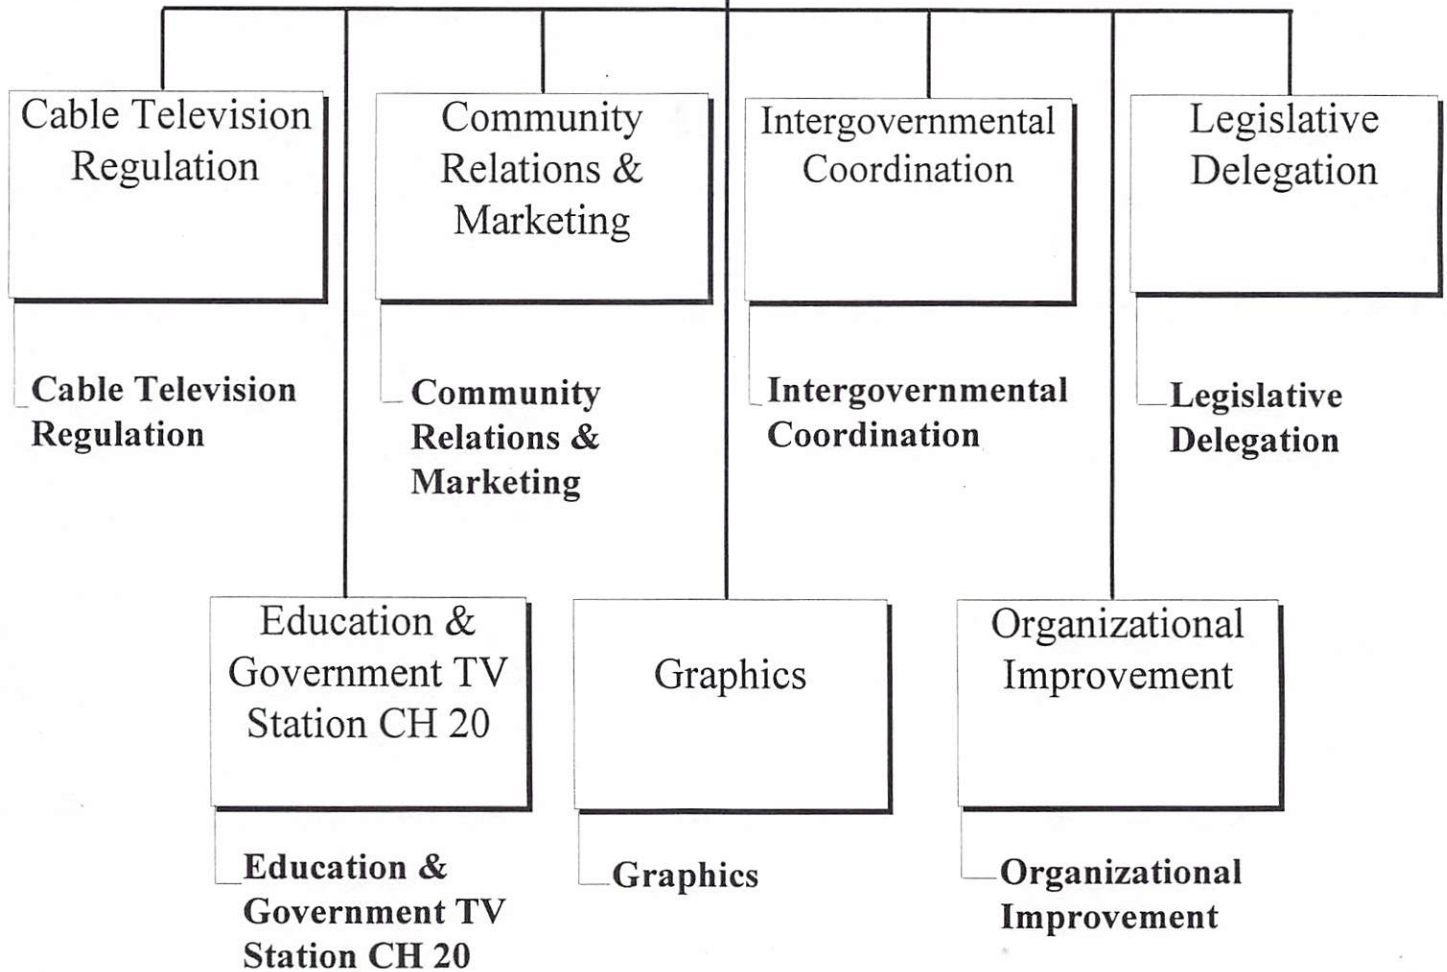 Cable Television
Regulation
Community
Relations &
Marketing
Intergovernmental
Coordination
Legislative
Delegation
Cable Television
Regulation
Community
Relations &
Marketing
Intergovernmental
Coordination
Legislative
Delegation
Education &
Government TV
Station CH 20
Graphics
Organizational
Improvement
Education &
Government TV
Station CH 20
Graphics
Organizational
Improvement